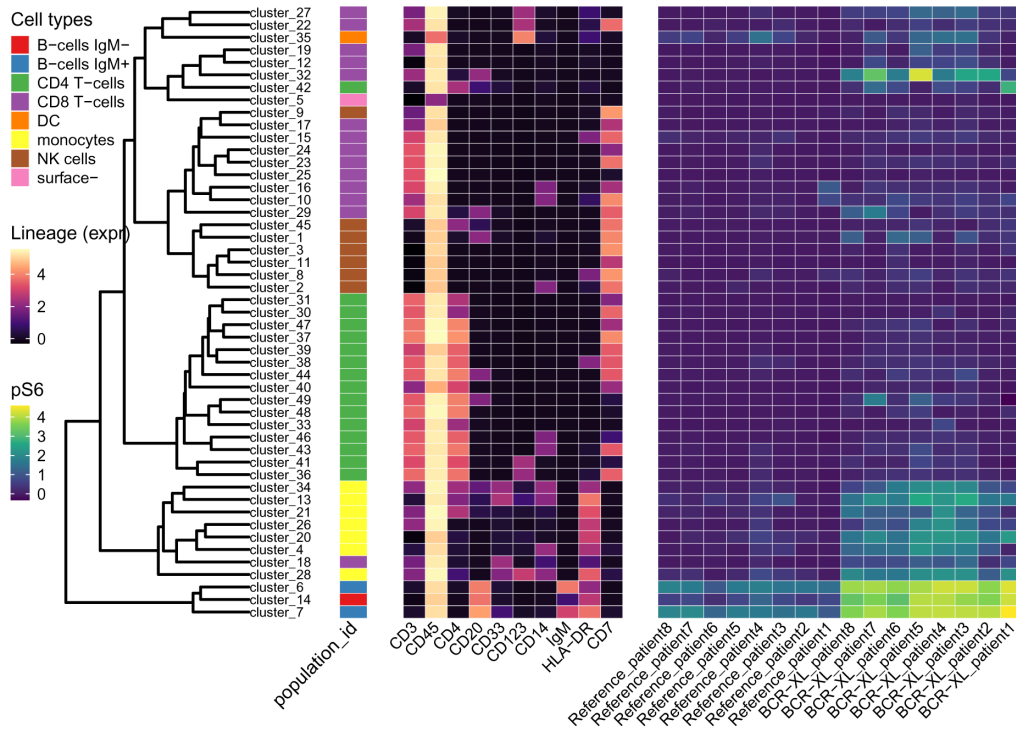 Cell types
B-cells IgM−
B-cells IgM+
CD4 T-cells
CD8 T-cells
DC
monocytes
NK cells
surface−
Lineage (expr)
4
2
0
pS6
4
3
2
1
0
cluster_27
cluster_22
cluster_35
cluster_19
cluster_12
cluster_32
cluster_42
cluster_5
cluster_9
cluster_17
cluster_15
cluster_24
cluster_23
cluster_25
cluster_16
cluster_10
cluster_29
cluster_45
cluster_1
cluster_3
cluster_11
cluster_8
cluster_2
cluster_31
cluster_30
cluster_47
cluster_37
cluster_39
cluster_38
cluster_44
cluster_40
cluster_49
cluster_48
cluster_33
cluster_46
cluster_43
cluster_41
cluster_36
cluster_34
cluster_13
cluster_21
cluster_26
cluster_20
cluster_4
cluster_18
cluster_28
cluster_6
cluster_14
cluster_7
population_id
CD3
CD45
CD4
CD20
CD33
CD123
CD14
IgM
HLA−DR
CD7
Reference_patient8
Reference_patient7
Reference_patient6
Reference_patient5
Reference_patient4
Reference_patient3
Reference_patient2
Reference_patient1
BCR−XL_patient8
BCR−XL_patient7
BCR−XL_patient6
BCR−XL_patient5
BCR−XL_patient4
BCR−XL_patient3
BCR−XL_patient2
BCR−XL_patient1